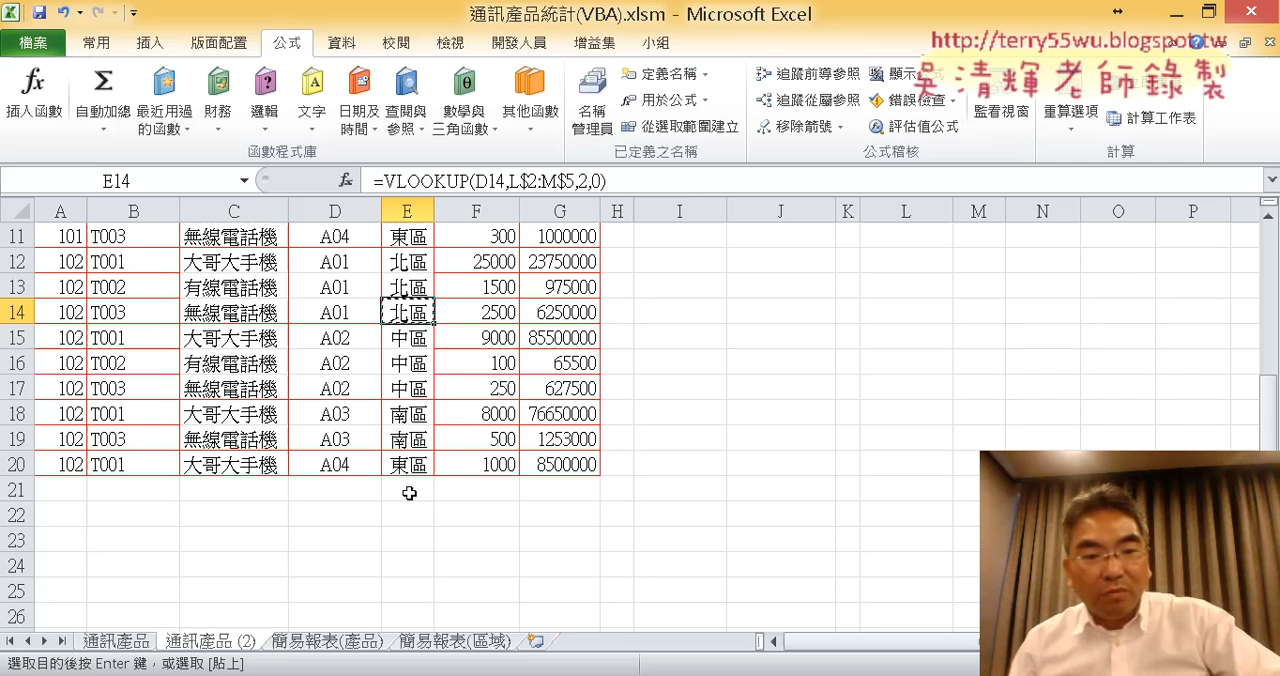 通訊產品統計(VBA).xlsm - Microsoft Excel
檔案 常用 插入 版面配置 公式 資料 校閱 檢視 開發人員 增益集 小組
http://terry55wu.blogspot.tw
吳清輝老師錄製
插入函數 自動加總 最近用過的函數 財務 邏輯 文字 日期及時間 查閱與參照 數學與三角函數 其他函數
函數程式庫
名稱管理員 定義名稱 用於公式 從選取範圍建立
已定義之名稱
追蹤前導參照 追蹤從屬參照 移除箭號 顯示公式 錯誤檢查 評估值公式 監看視窗
公式稽核
重算選項 計算工作表
計算
E14 fx =VLOOKUP(D14,L$2:M$5,2,0)
A B C D E F G H I J K L M N O P
11 101 T003 無線電話機 A04 東區 300 1000000
12 102 T001 大哥大手機 A01 北區 25000 23750000
13 102 T002 有線電話機 A01 北區 1500 975000
14 102 T003 無線電話機 A01 北區 2500 6250000
15 102 T001 大哥大手機 A02 中區 9000 85500000
16 102 T002 有線電話機 A02 中區 100 65500
17 102 T003 無線電話機 A02 中區 250 627500
18 102 T001 大哥大手機 A03 南區 8000 76650000
19 102 T003 無線電話機 A03 南區 500 1253000
20 102 T001 大哥大手機 A04 東區 1000 8500000
21
22
23
24
25
26
通訊產品 通訊產品 (2) 簡易報表(產品) 簡易報表(區域)
選取目的後按 Enter 鍵，或選取 [貼上]